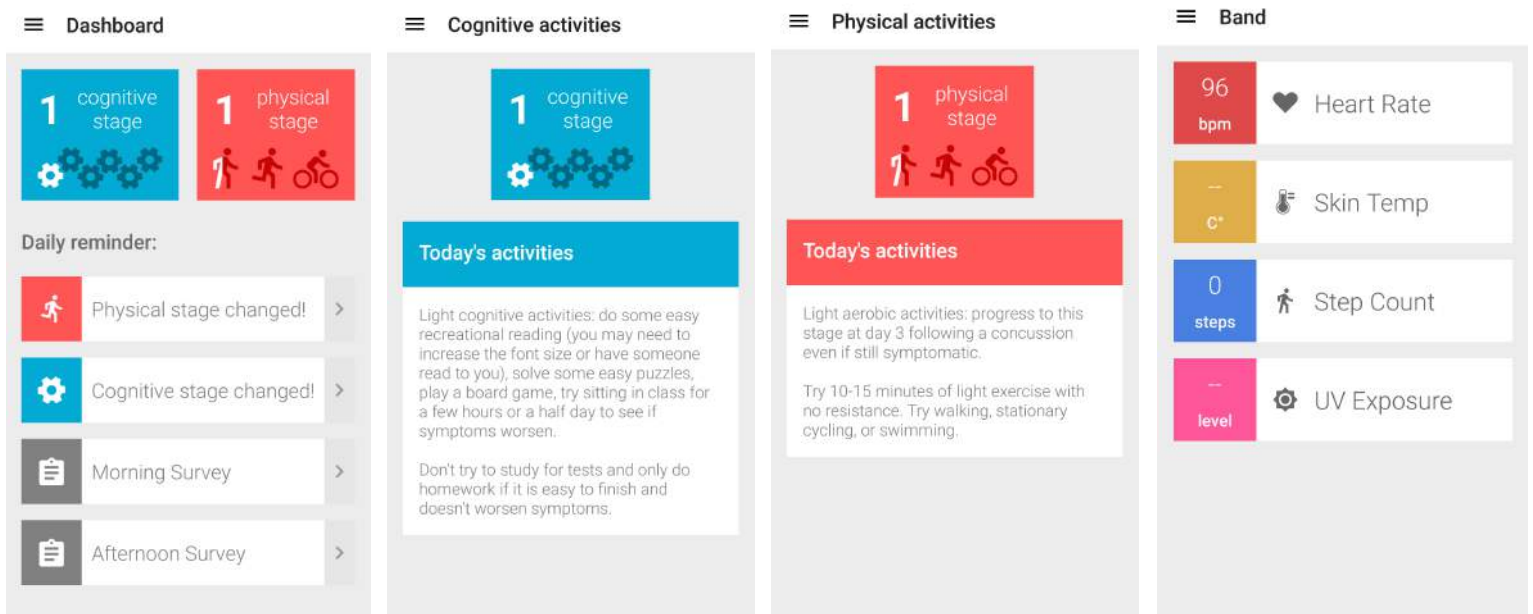 Dashboard
1 cognitive
stage
1 physical
stage
Daily reminder:
Physical stage changed!
Cognitive stage changed!
Morning Survey
Afternoon Survey
Cognitive activities
1 cognitive
stage
Today's activities
Light cognitive activities: do some easy
recreational reading (you may need to
increase the font size or have someone
read to you), solve some easy puzzles,
play a board game, try sitting in class for
a few hours or a half day to see if
symptoms worsen.
Don't try to study for tests and only do
homework if it is easy to finish and
doesn't worsen symptoms.
Physical activities
1 physical
stage
Today's activities
Light aerobic activities: progress to this
stage at day 3 following a concussion
even if still symptomatic.
Try 10-15 minutes of light exercise with
no resistance. Try walking, stationary
cycling, or swimming.
Band
96
bpm
Heart Rate
--
C°
Skin Temp
0
steps
Step Count
--
level
UV Exposure